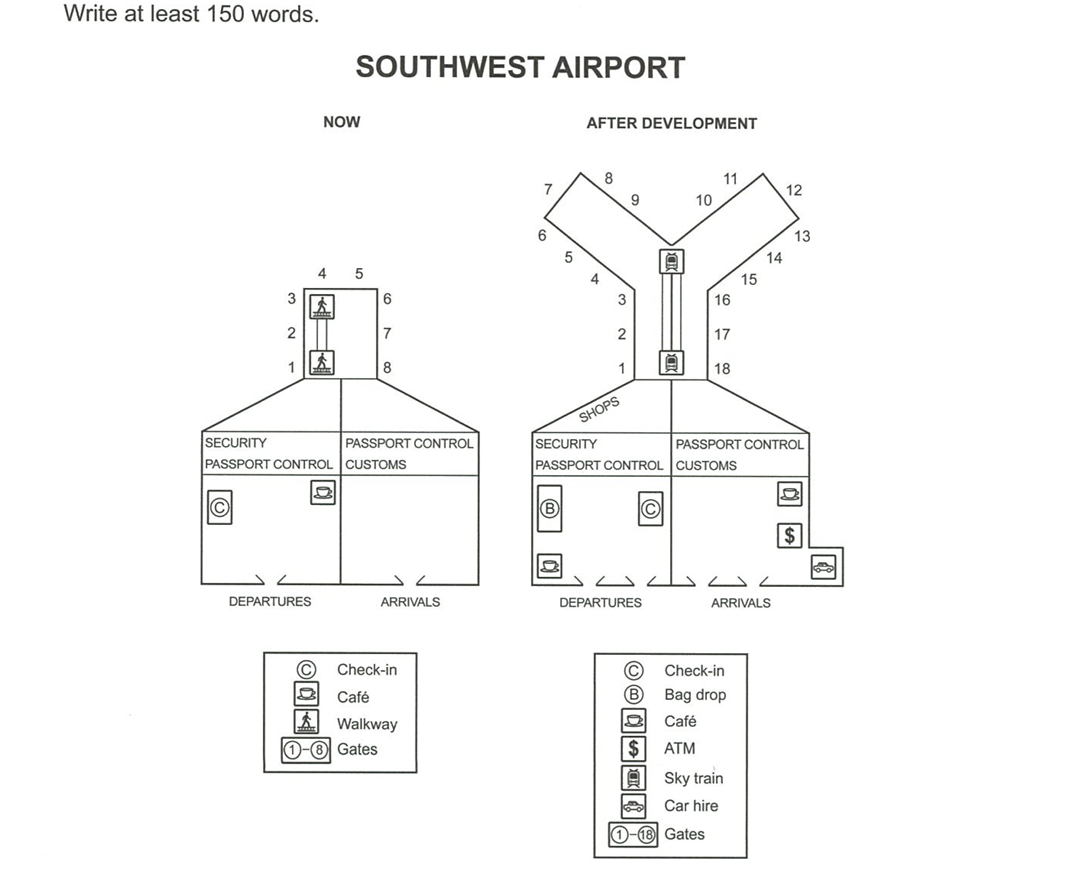 Write at least 150 words.
SOUTHWEST AIRPORT
NOW
4 5
3 6
2 7
1 8
SECURITY
PASSPORT CONTROL
PASSPORT CONTROL
CUSTOMS
C
DEPARTURES
ARRIVALS
C Check-in
Café
Walkway
1-8 Gates
AFTER DEVELOPMENT
8 11
7 12
9 10
6 13
5 14
4 15
3 16
2 17
1 18
SHOPS
SECURITY
PASSPORT CONTROL
PASSPORT CONTROL
CUSTOMS
B
C
$
DEPARTURES
ARRIVALS
C Check-in
B Bag drop
Café
$ ATM
Sky train
Car hire
1-18 Gates